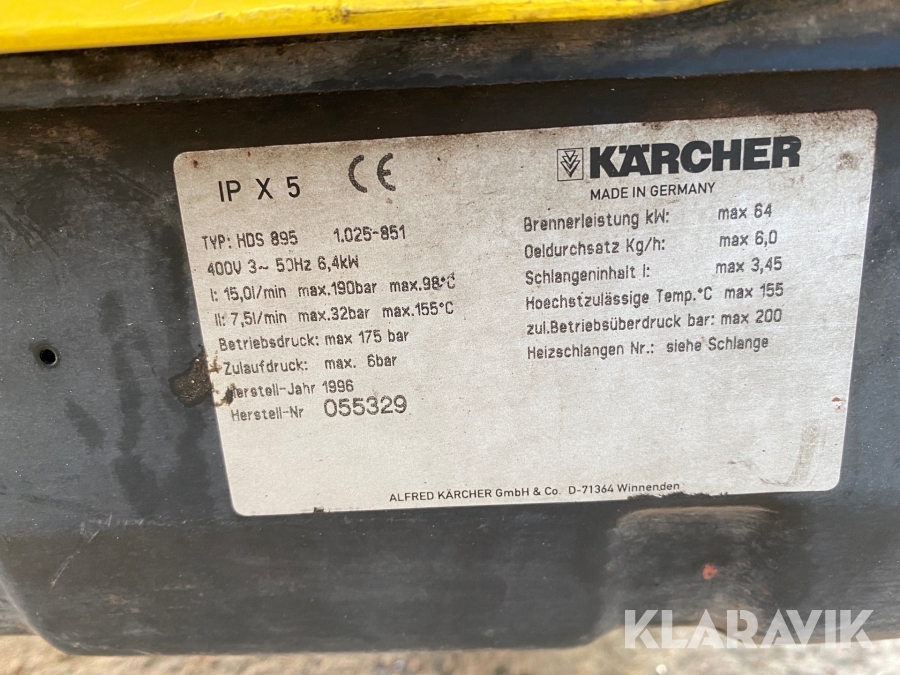 IP X 5 CE
TYP: HDS 895 1.025-851
400V 3~ 50Hz 6,4kW
I: 15,0l/min max.190bar max.98°C
II: 7,5l/min max.32bar max.155°C
Betriebsdruck: max 175 bar
Zulaufdruck: max. 6bar
Herstell-Jahr 1996
Herstell-Nr 055329
KÄRCHER
MADE IN GERMANY
Brennerleistung kW: max 64
Oeldurchsatz Kg/h: max 6,0
Schlangeninhalt l: max 3,45
Hoechstzulässige Temp.°C max 155
zul.Betriebsüberdruck bar: max 200
Heizschlangen Nr.: siehe Schlange
ALFRED KÄRCHER GmbH & Co. D-71364 Winnenden
KLARAVIK